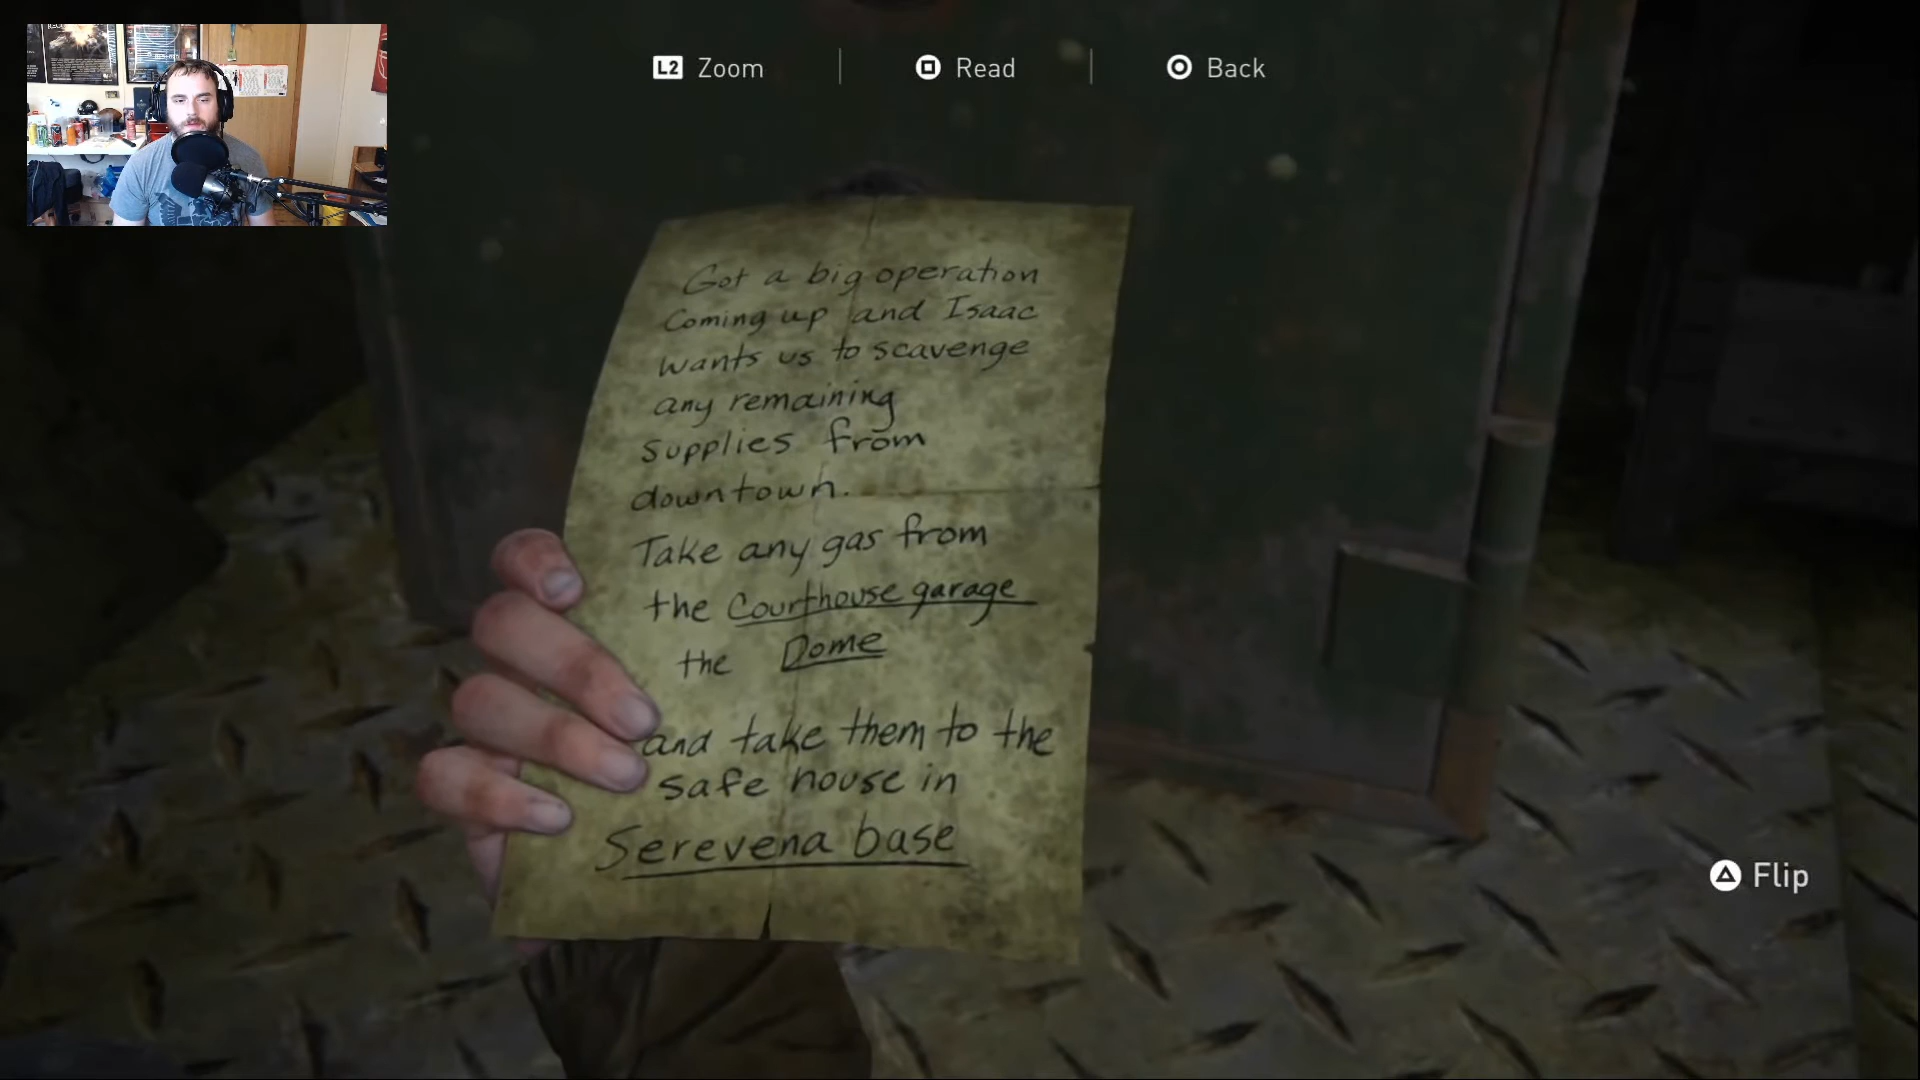 L2 Zoom
Read
Back
Got a big operation
coming up and Isaac
wants us to scavenge
any remaining
supplies from
downtown.
Take any gas from
the Courthouse garage
the Dome
and take them to the
safe house in
Serevena base
Flip